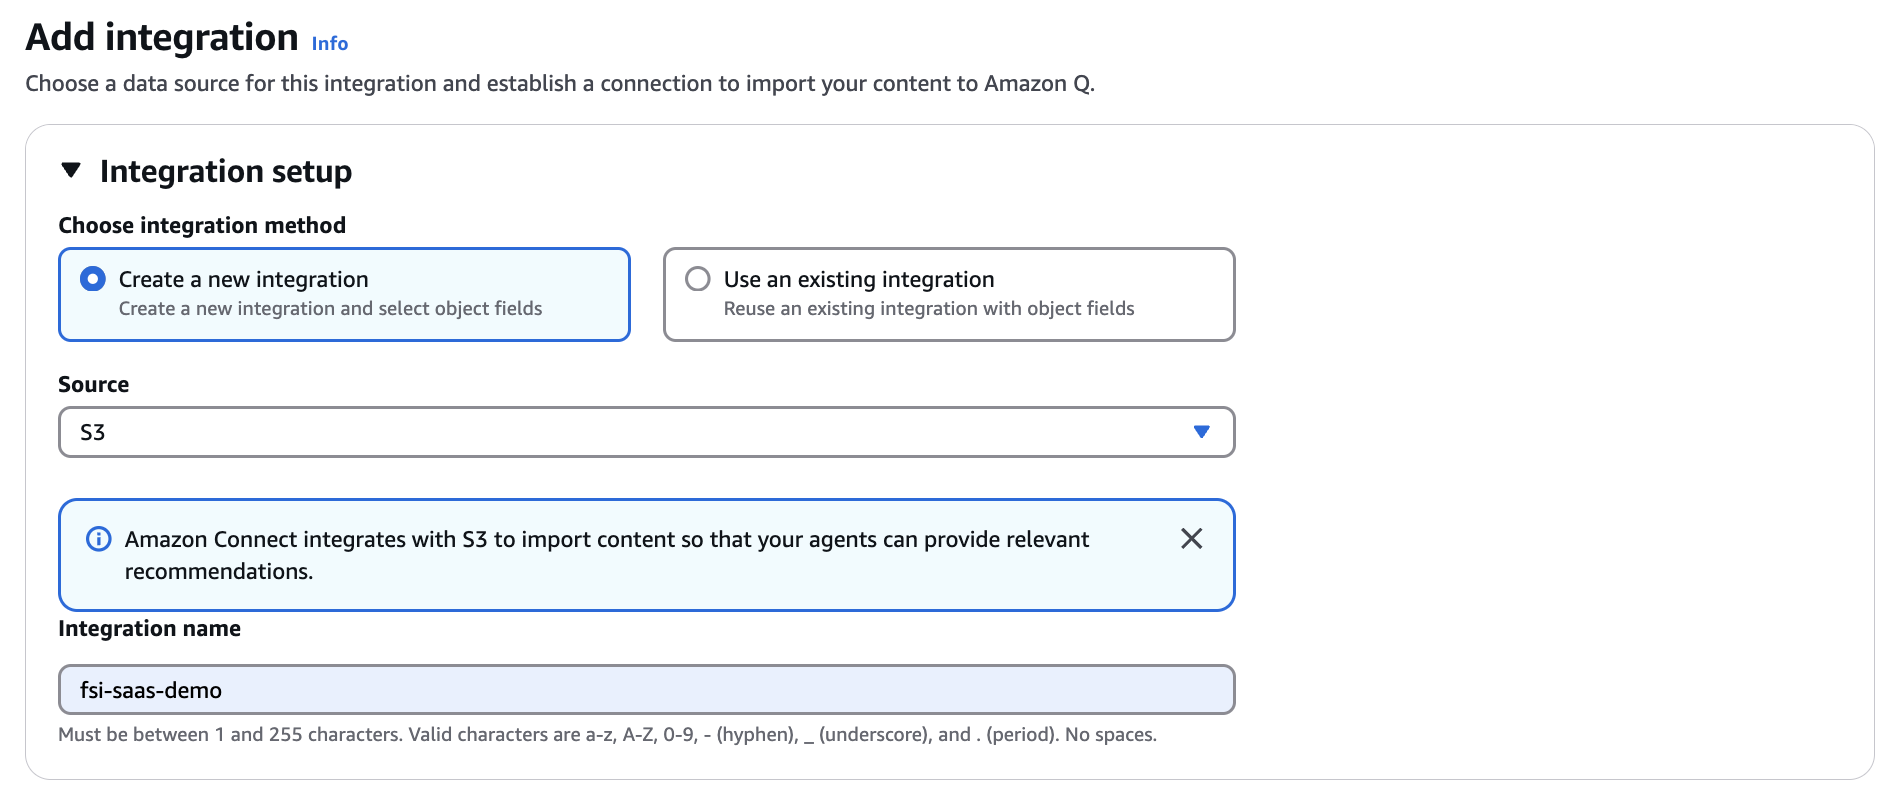 Add integration Info
Choose a data source for this integration and establish a connection to import your content to Amazon Q.
Integration setup
Choose integration method
Create a new integration
Create a new integration and select object fields
Use an existing integration
Reuse an existing integration with object fields
Source
S3
Amazon Connect integrates with S3 to import content so that your agents can provide relevant
recommendations.
Integration name
fsi-saas-demo
Must be between 1 and 255 characters. Valid characters are a-z, A-Z, 0-9, - (hyphen), _ (underscore), and . (period). No spaces.